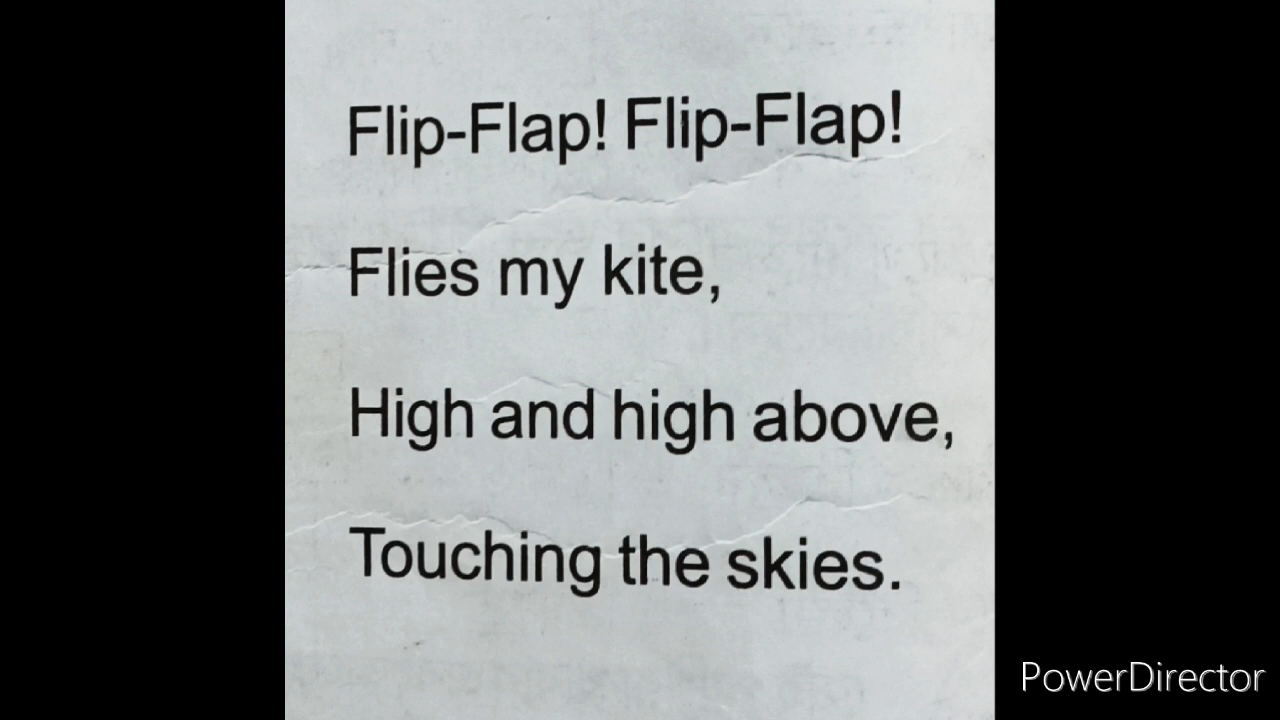 Flip-Flap! Flip-Flap!
Flies my kite,
High and high above,
Touching the skies.
PowerDirector